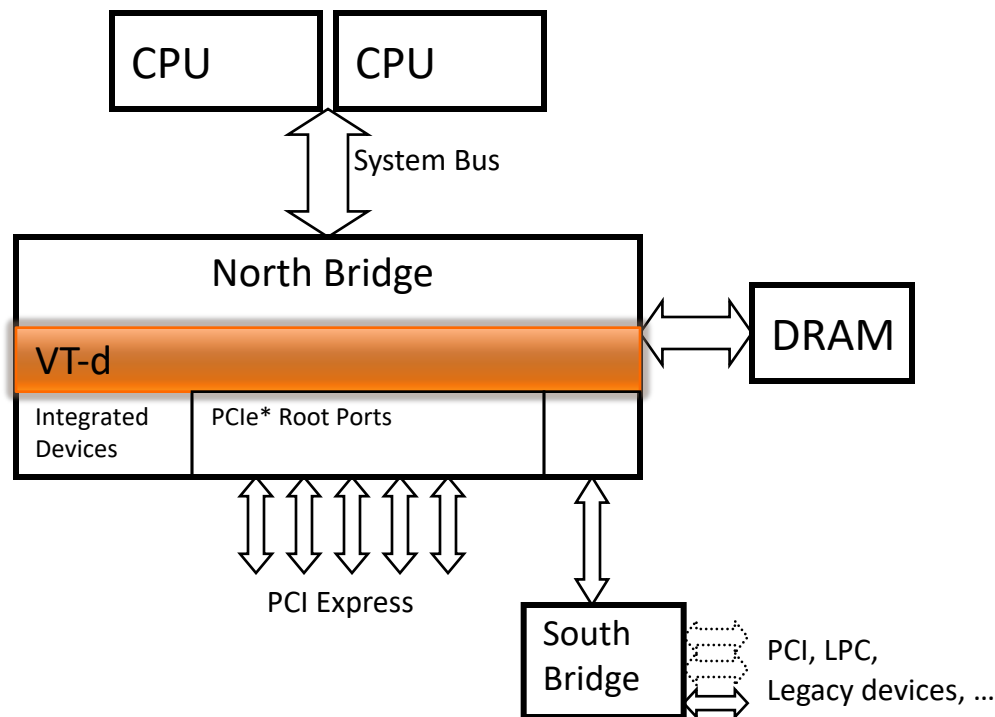 CPU
CPU
System Bus
North Bridge
DRAM
VT-d
Integrated
Devices
PCIe* Root Ports
PCI Express
South
Bridge
PCI, LPC,
Legacy devices, …